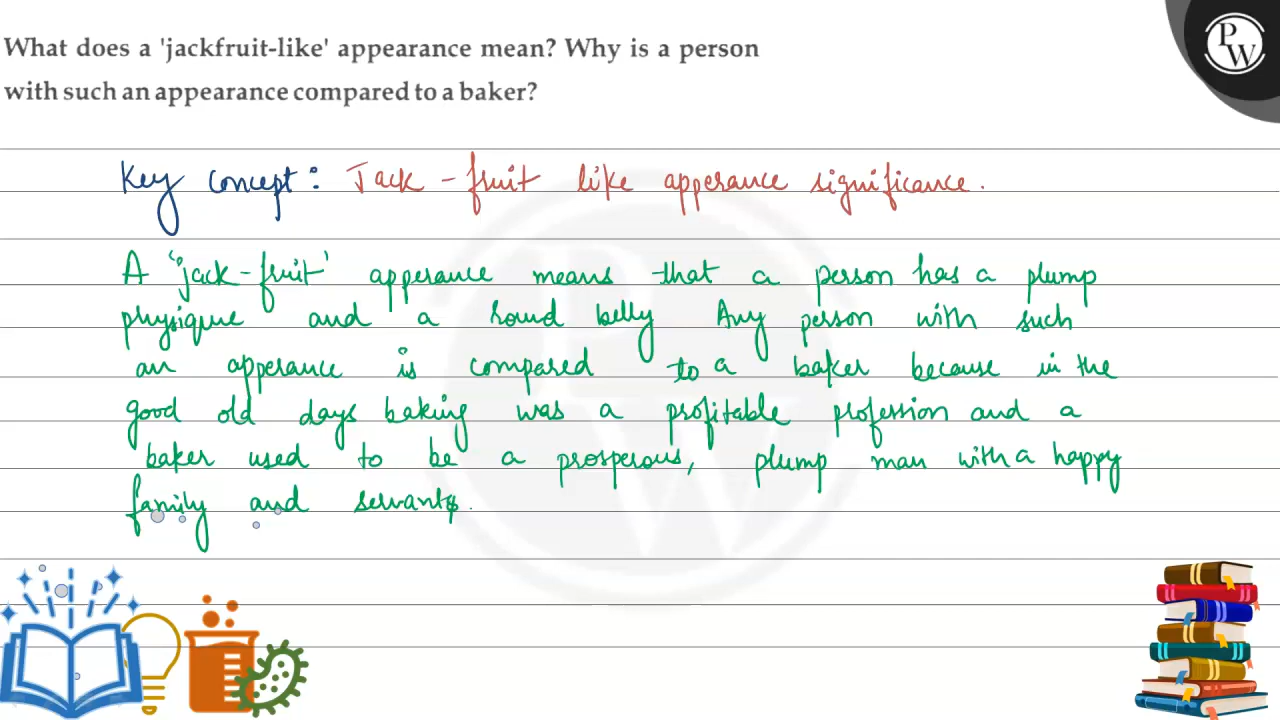 What does a 'jackfruit-like' appearance mean? Why is a person
with such an appearance compared to a baker?
PW
Key concept: Jack-fruit like apperance significance.
A 'jack-fruit' apperance means that a person has a plump
physique and a round belly Any person with such
an apperance is compared to a baker because in the
good old days baking was a profitable profession and a
baker used to be a prosperous, plump man with a happy
family and servants.